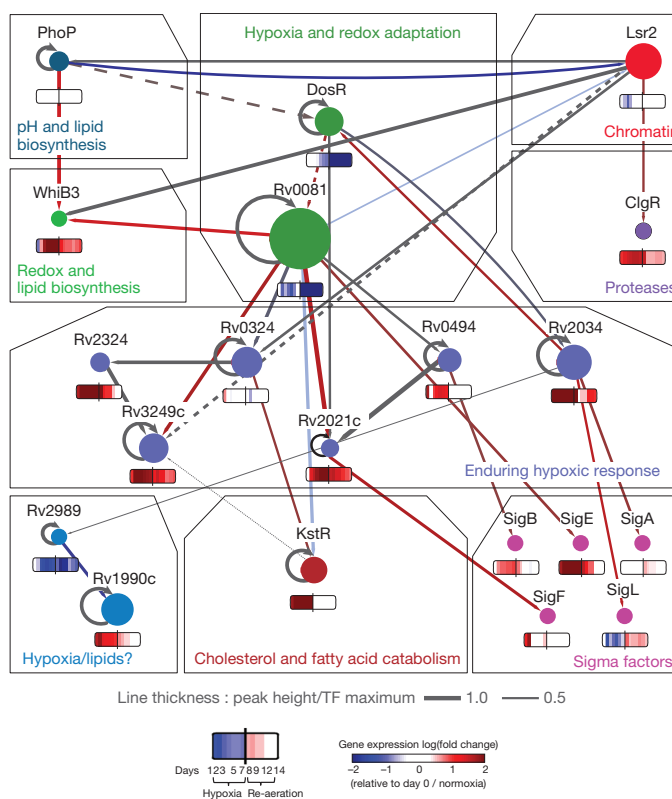 PhoP
Hypoxia and redox adaptation
Lsr2
DosR
pH and lipid
biosynthesis
Chromatin
WhiB3
Rv0081
ClgR
Redox and
lipid biosynthesis
Proteases
Rv2324
Rv0324
Rv0494
Rv2034
Rv3249c
Rv2021c
Enduring hypoxic response
Rv2989
KstR
SigB
SigE
SigA
Rv1990c
SigF
SigL
Hypoxia/lipids?
Cholesterol and fatty acid catabolism
Sigma factors
Line thickness : peak height/TF maximum 1.0 0.5
Gene expression log(fold change)
Days 123 5 7 8 9 12 14
-2 -1 0 1 2
Hypoxia Re-aeration
(relative to day 0 / normoxia)